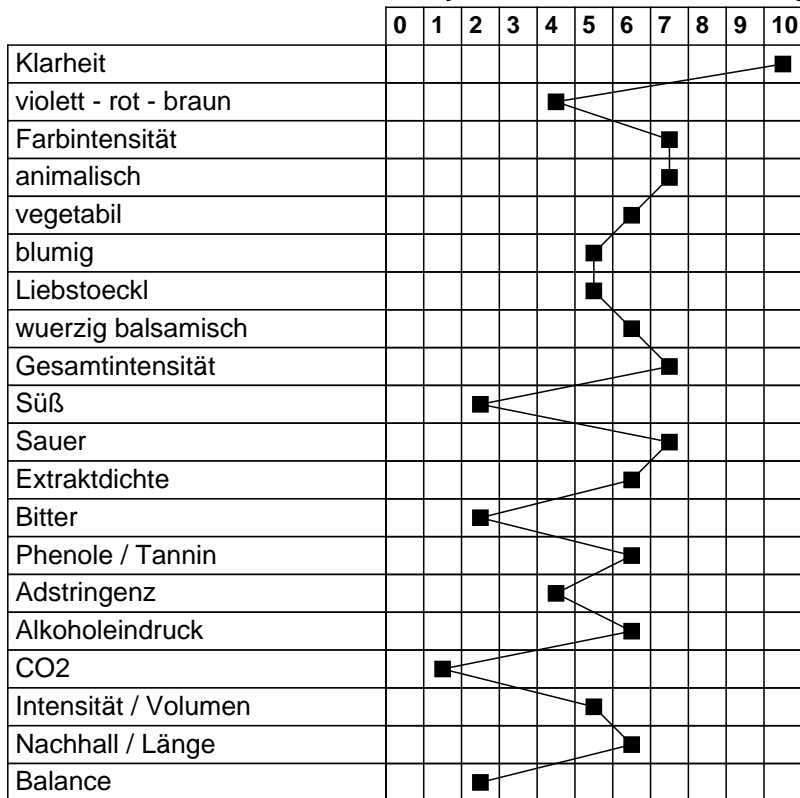 0 1 2 3 4 5 6 7 8 9 10
Klarheit
violett - rot - braun
Farbintensität
animalisch
vegetabil
blumig
Liebstoeckl
wuerzig balsamisch
Gesamtintensität
Süß
Sauer
Extraktdichte
Bitter
Phenole / Tannin
Adstringenz
Alkoholeindruck
CO2
Intensität / Volumen
Nachhall / Länge
Balance